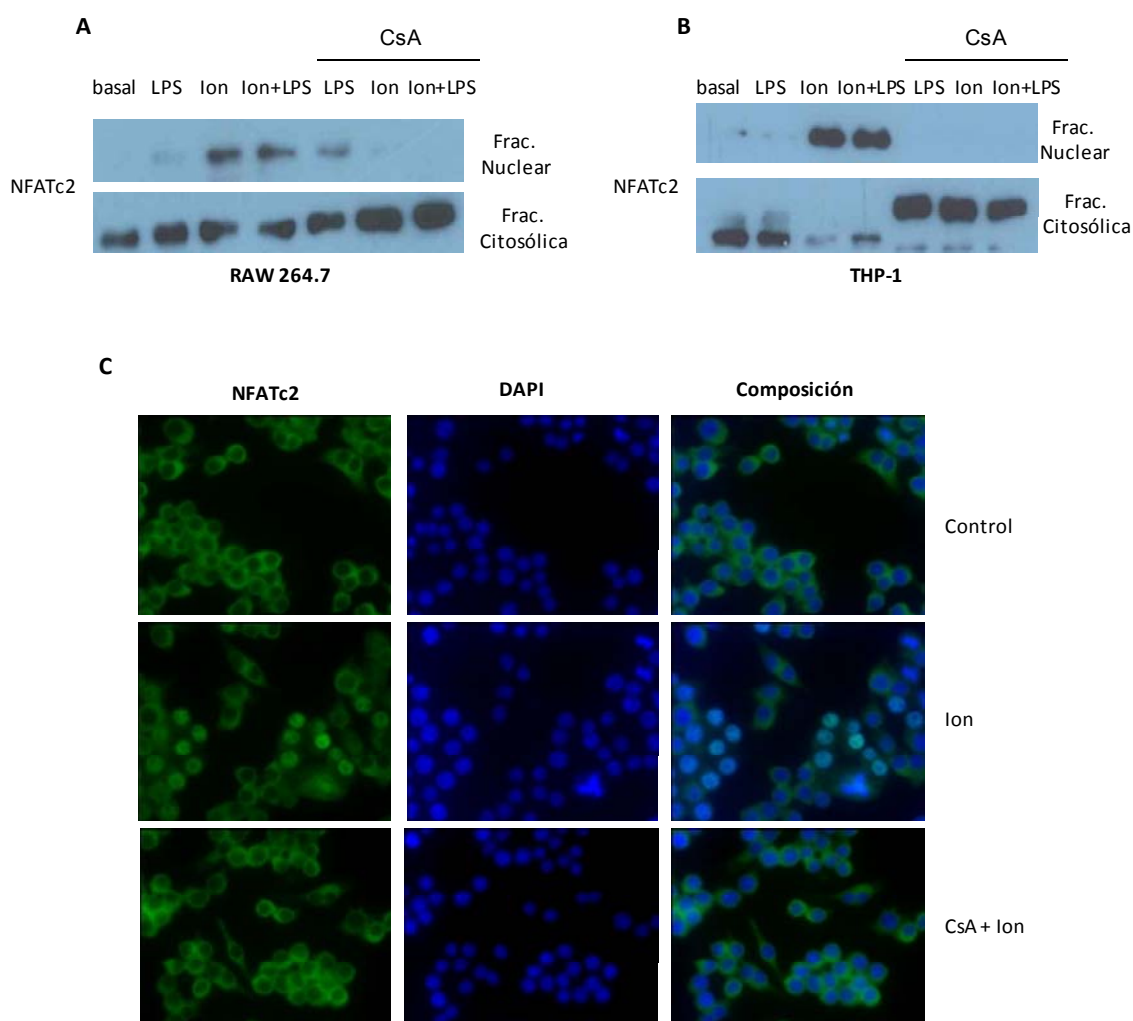 A
CsA
basal LPS Ion Ion+LPS LPS Ion Ion+LPS
Frac.
Nuclear
NFATc2
Frac.
Citosólica
RAW 264.7
B
CsA
basal LPS Ion Ion+LPS LPS Ion Ion+LPS
Frac.
Nuclear
NFATc2
Frac.
Citosólica
THP-1
C
NFATc2 DAPI Composición
Control
Ion
CsA + Ion